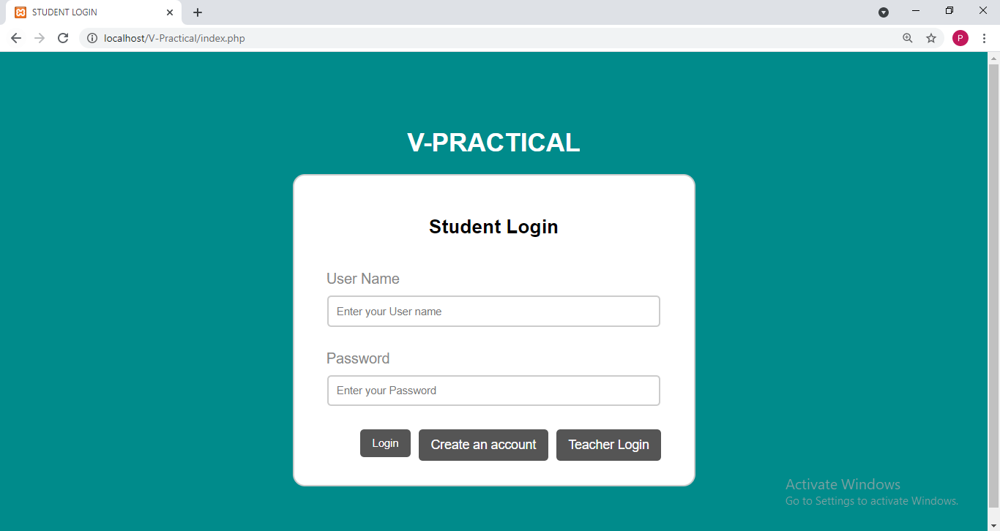 STUDENT LOGIN
localhost/V-Practical/index.php
P
V-PRACTICAL
Student Login
User Name
Enter your User name
Password
Enter your Password
Login Create an account Teacher Login
Activate Windows
Go to Settings to activate Windows.